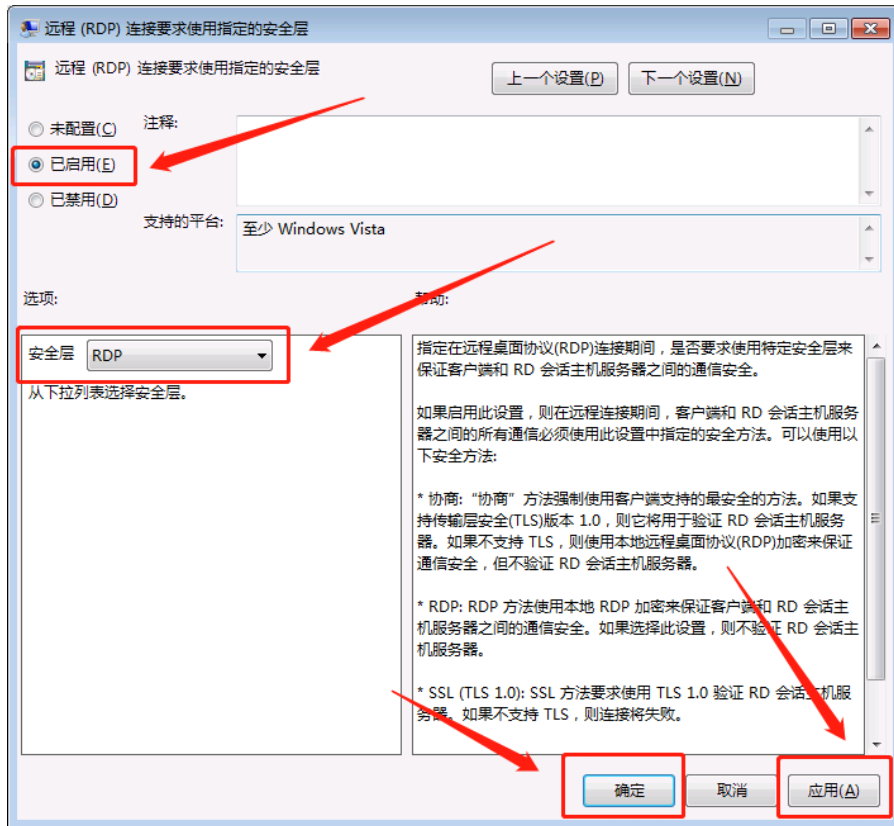 远程 (RDP) 连接要求使用指定的安全层
远程 (RDP) 连接要求使用指定的安全层
上一个设置(P)
下一个设置(N)
未配置(C)
注释:
已启用(E)
已禁用(D)
支持的平台:
至少 Windows Vista
选项:
帮助:
安全层
RDP
从下拉列表选择安全层。
指定在远程桌面协议(RDP)连接期间，是否要求使用特定安全层来
保证客户端和 RD 会话主机服务器之间的通信安全。
如果启用此设置，则在远程连接期间，客户端和 RD 会话主机服务
器之间的所有通信必须使用此设置中指定的安全方法。可以使用以
下安全方法:
* 协商: “协商”方法强制使用客户端支持的最安全的方法。如果支
持传输层安全(TLS)版本 1.0，则它将用于验证 RD 会话主机服务
器。如果不支持 TLS，则使用本地远程桌面协议(RDP)加密来保证
通信安全，但不验证 RD 会话主机服务器。
* RDP: RDP 方法使用本地 RDP 加密来保证客户端和 RD 会话主
机服务器之间的通信安全。如果选择此设置，则不验证 RD 会话主
机服务器。
* SSL (TLS 1.0): SSL 方法要求使用 TLS 1.0 验证 RD 会话主机服
务器。如果不支持 TLS，则连接将失败。
确定
取消
应用(A)